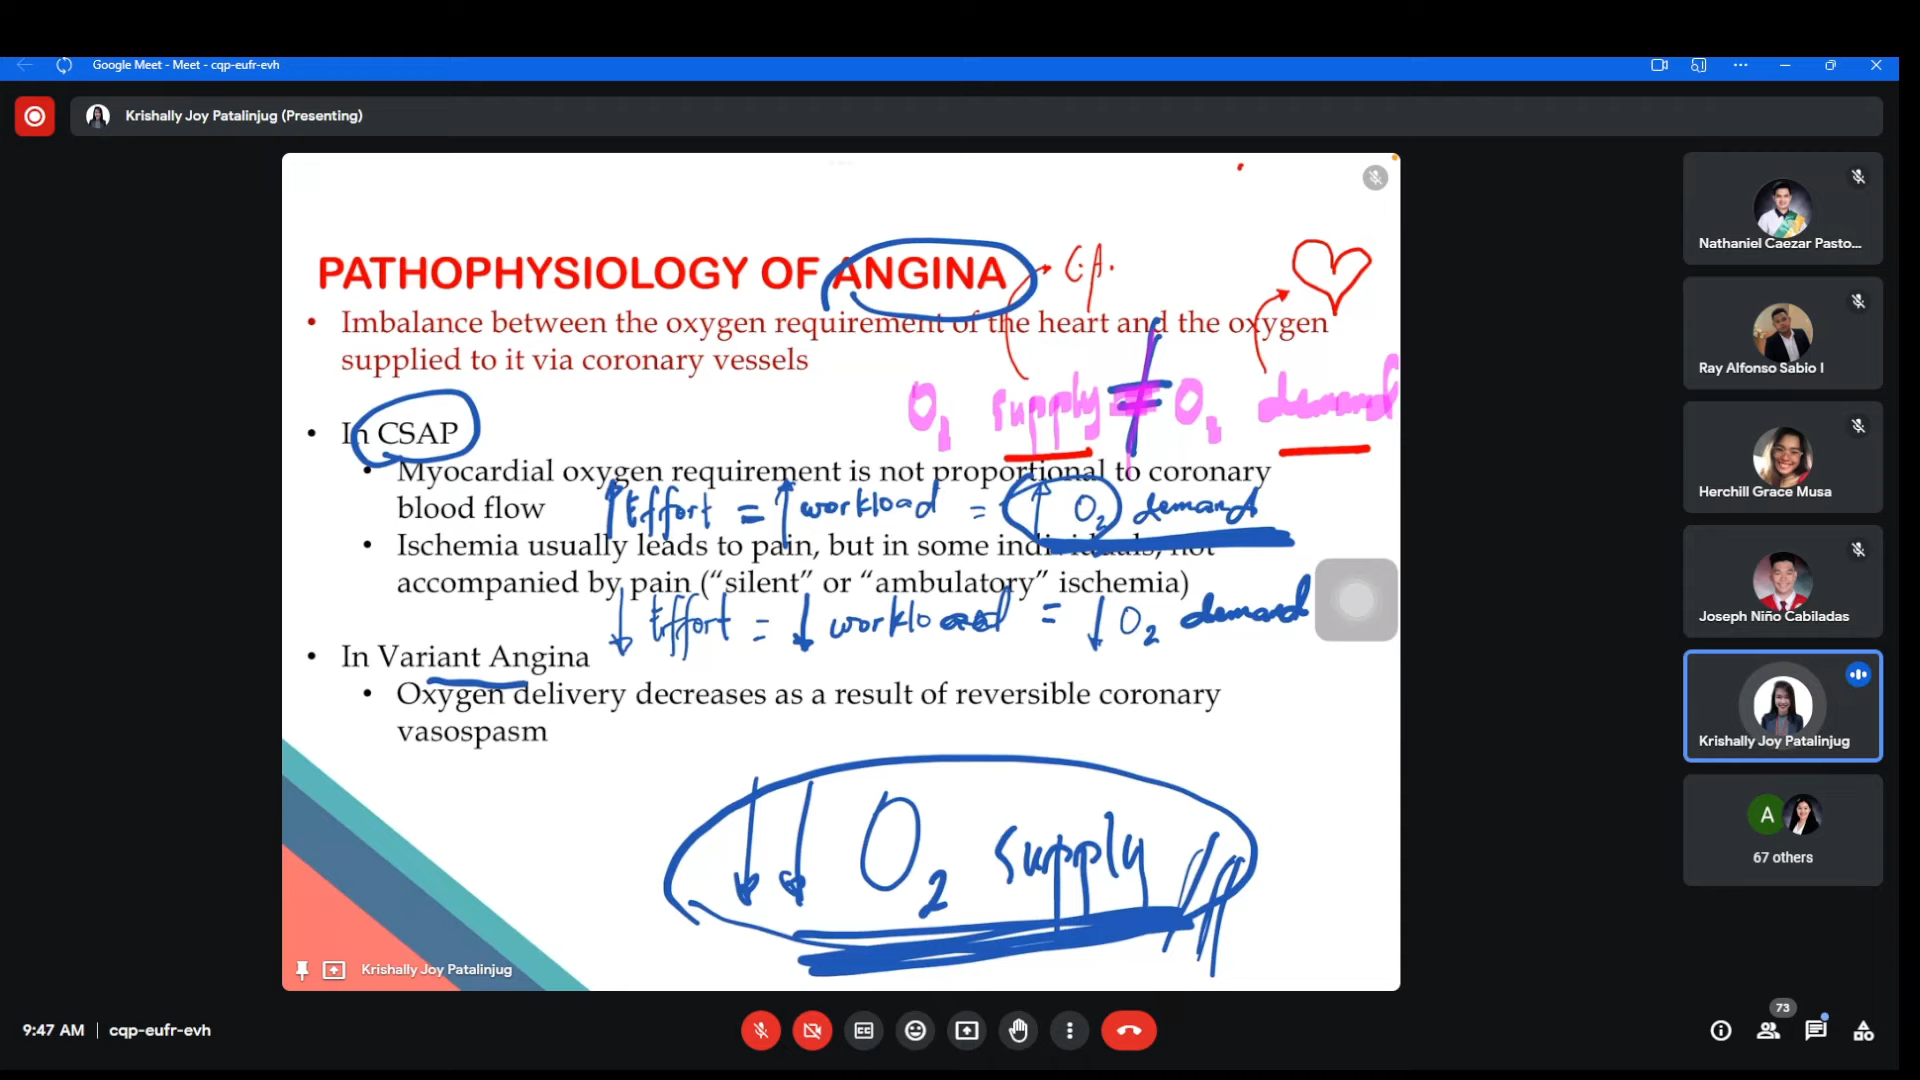 Google Meet - Meet - cqp-eufr-evh
Krishally Joy Patalinjug (Presenting)
PATHOPHYSIOLOGY OF ANGINA
C.A.
• Imbalance between the oxygen requirement of the heart and the oxygen
supplied to it via coronary vessels
O2 supply ≠ O2 demand
• In CSAP
• Myocardial oxygen requirement is not proportional to coronary
blood flow
↑ Effort = ↑ workload = ↑ O2 demand
• Ischemia usually leads to pain, but in some individuals, not
accompanied by pain (“silent” or “ambulatory” ischemia)
↓ Effort = ↓ workload = ↓ O2 demand
• In Variant Angina
• Oxygen delivery decreases as a result of reversible coronary
vasospasm
↓↓ O2 supply
Krishally Joy Patalinjug
Nathaniel Caezar Pasto...
Ray Alfonso Sabio I
Herchill Grace Musa
Joseph Niño Cabiladas
Krishally Joy Patalinjug
A
67 others
9:47 AM | cqp-eufr-evh
CC
73